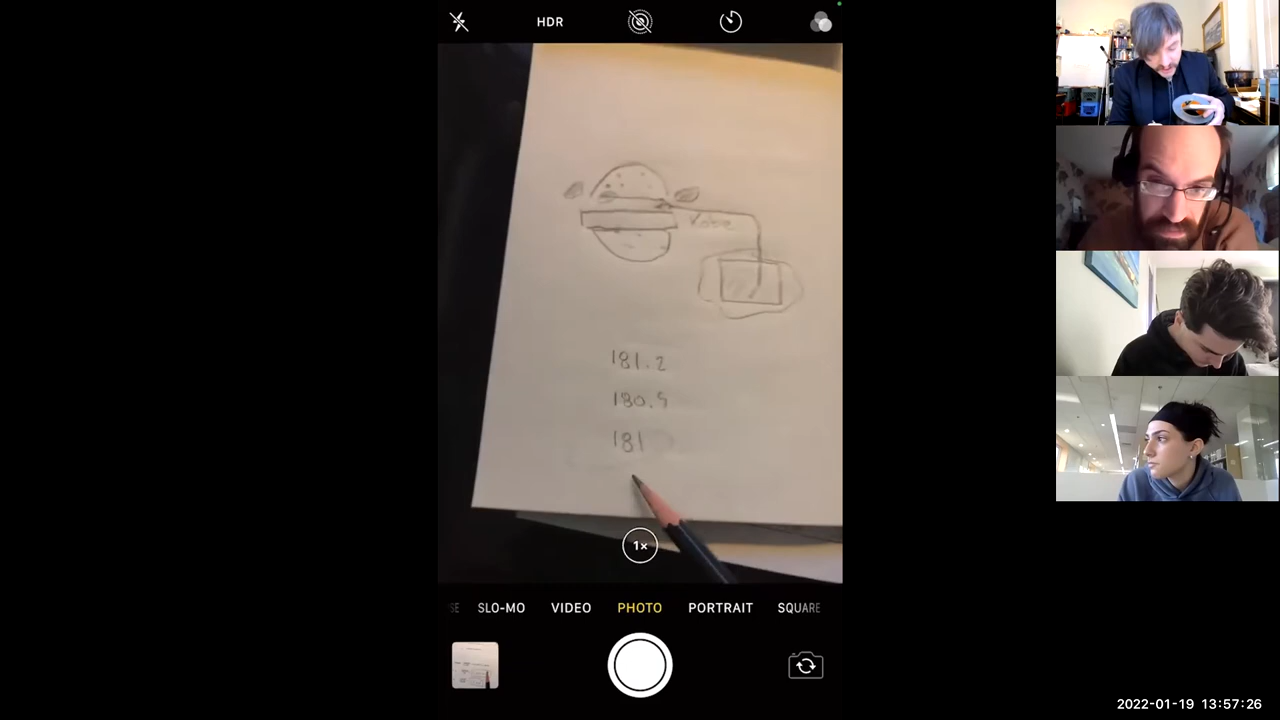 HDR
181.2
180.5
181
1×
SLO-MO
VIDEO
PHOTO
PORTRAIT
SQUARE
2022-01-19 13:57:26